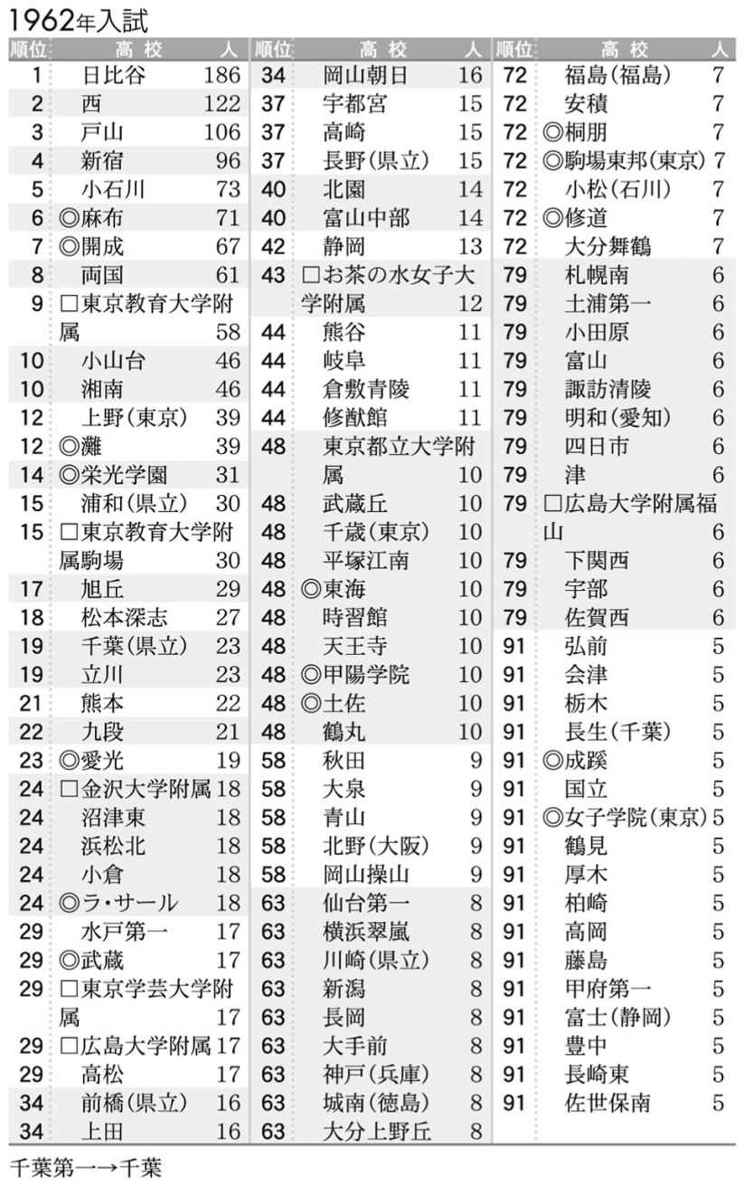 1962年入試
順位 高校 人
1 日比谷 186
2 西 122
3 戸山 106
4 新宿 96
5 小石川 73
6 ◎麻布 71
7 ◎開成 67
8 両国 61
9 □東京教育大学附
属 58
10 小山台 46
10 湘南 46
12 上野(東京) 39
12 ◎灘 39
14 ◎栄光学園 31
15 浦和(県立) 30
15 □東京教育大学附
属駒場 30
17 旭丘 29
18 松本深志 27
19 千葉(県立) 23
19 立川 23
21 熊本 22
22 九段 21
23 ◎愛光 19
24 □金沢大学附属 18
24 沼津東 18
24 浜松北 18
24 小倉 18
24 ◎ラ・サール 18
29 水戸第一 17
29 ◎武蔵 17
29 □東京学芸大学附
属 17
29 □広島大学附属 17
29 高松 17
34 前橋(県立) 16
34 上田 16
順位 高校 人
34 岡山朝日 16
37 宇都宮 15
37 高崎 15
37 長野(県立) 15
40 北園 14
40 富山中部 14
42 静岡 13
43 □お茶の水女子大
学附属 12
44 熊谷 11
44 岐阜 11
44 倉敷青陵 11
44 修猷館 11
48 東京都立大学附
属 10
48 武蔵丘 10
48 千歳(東京) 10
48 平塚江南 10
48 ◎東海 10
48 時習館 10
48 天王寺 10
48 ◎甲陽学院 10
48 ◎土佐 10
48 鶴丸 10
58 秋田 9
58 大泉 9
58 青山 9
58 北野(大阪) 9
58 岡山操山 9
63 仙台第一 8
63 横浜翠嵐 8
63 川崎(県立) 8
63 新潟 8
63 長岡 8
63 大手前 8
63 神戸(兵庫) 8
63 城南(徳島) 8
63 大分上野丘 8
順位 高校 人
72 福島(福島) 7
72 安積 7
72 ◎桐朋 7
72 ◎駒場東邦(東京) 7
72 小松(石川) 7
72 ◎修道 7
72 大分舞鶴 7
79 札幌南 6
79 土浦第一 6
79 小田原 6
79 富山 6
79 諏訪清陵 6
79 明和(愛知) 6
79 四日市 6
79 津 6
79 □広島大学附属福
山 6
79 下関西 6
79 宇部 6
79 佐賀西 6
91 弘前 5
91 会津 5
91 栃木 5
91 長生(千葉) 5
91 ◎成蹊 5
91 国立 5
91 ◎女子学院(東京) 5
91 鶴見 5
91 厚木 5
91 柏崎 5
91 高岡 5
91 藤島 5
91 甲府第一 5
91 富士(静岡) 5
91 豊中 5
91 長崎東 5
91 佐世保南 5
千葉第一→千葉